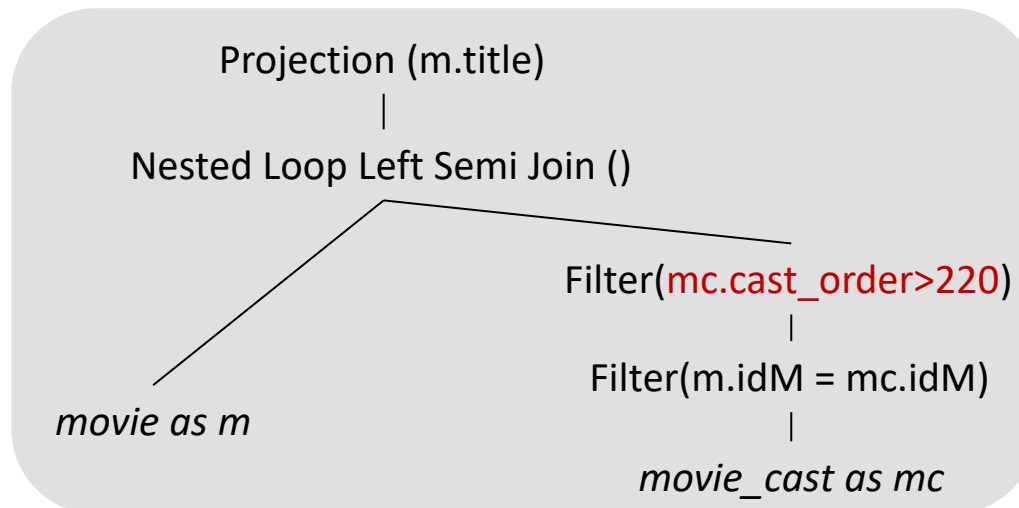 Projection (m.title)
Nested Loop Left Semi Join ()
Filter(mc.cast_order>220)
Filter(m.idM = mc.idM)
movie as m
movie_cast as mc